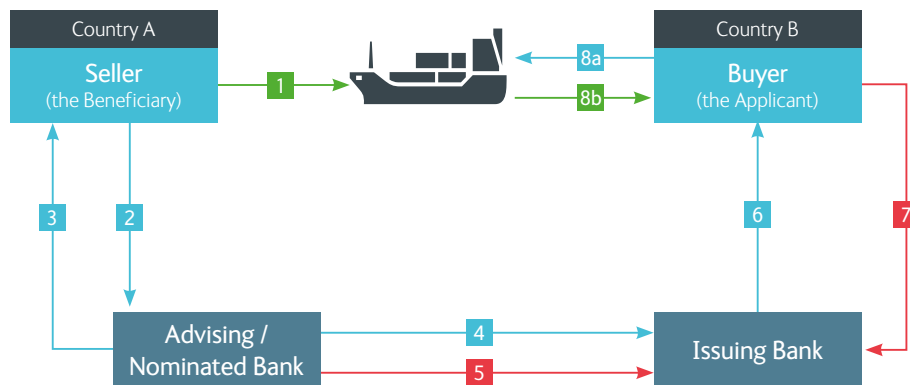 Country A
Country B
Seller
(the Beneficiary)
1
8a
8b
Buyer
(the Applicant)
3
2
6
7
Advising /
Nominated Bank
4
5
Issuing Bank